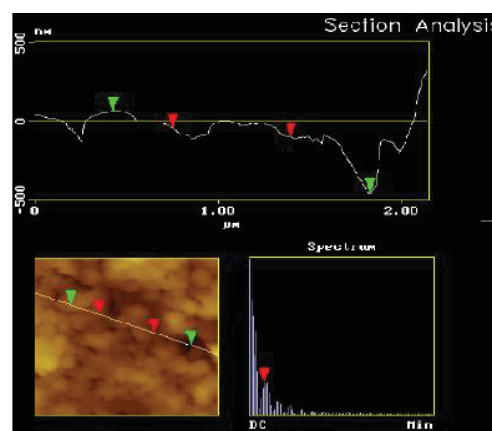 Section Analysis
nm
500
0
-500
-0 1.00 2.00
µm
Spectrum
DC Min